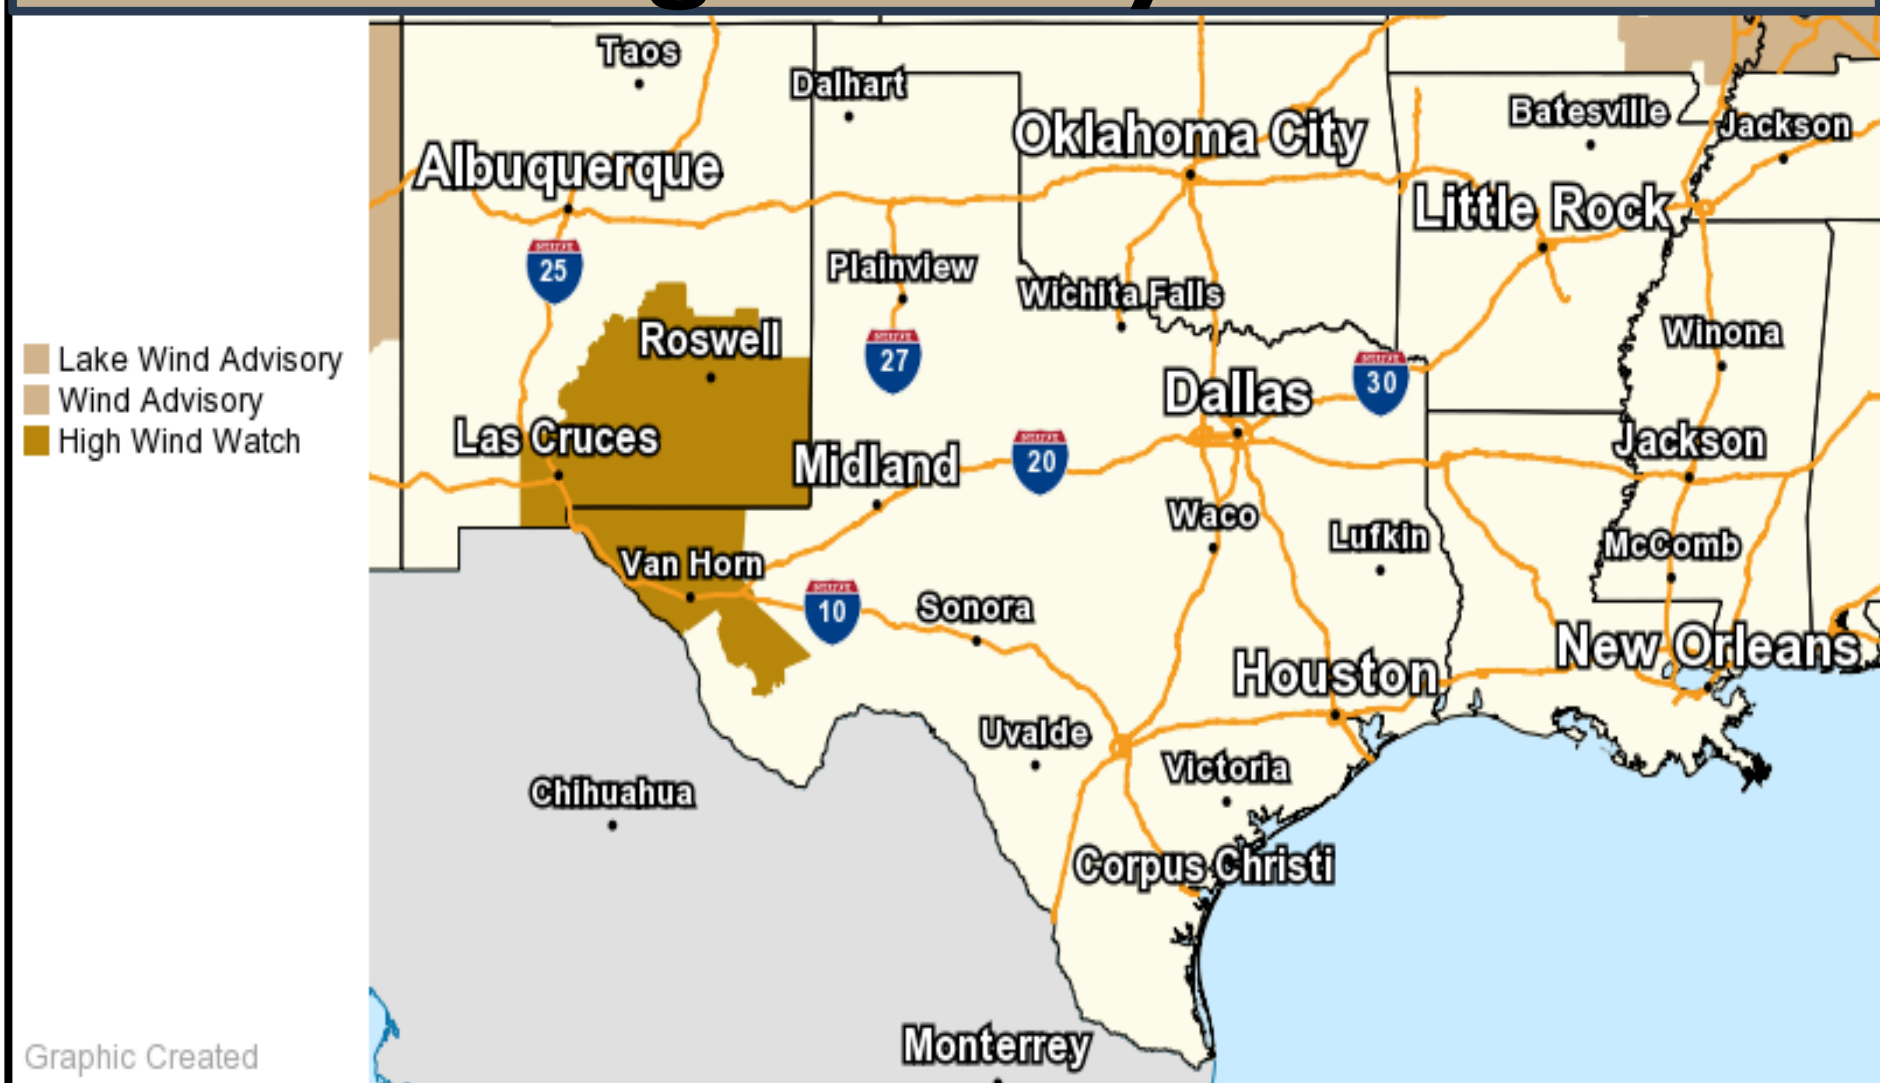 Taos
Dalhart
Oklahoma City
Batesville
Jackson
Albuquerque
Little Rock
25
Plainview
Wichita Falls
Roswell
Winona
27
Lake Wind Advisory
30
Wind Advisory
Dallas
High Wind Watch
Las Cruces
Midland
20
Jackson
Waco
Lufkin
McComb
Van Horn
10
Sonora
New Orleans
Houston
Uvalde
Victoria
Chihuahua
Corpus Christi
Monterrey
Graphic Created